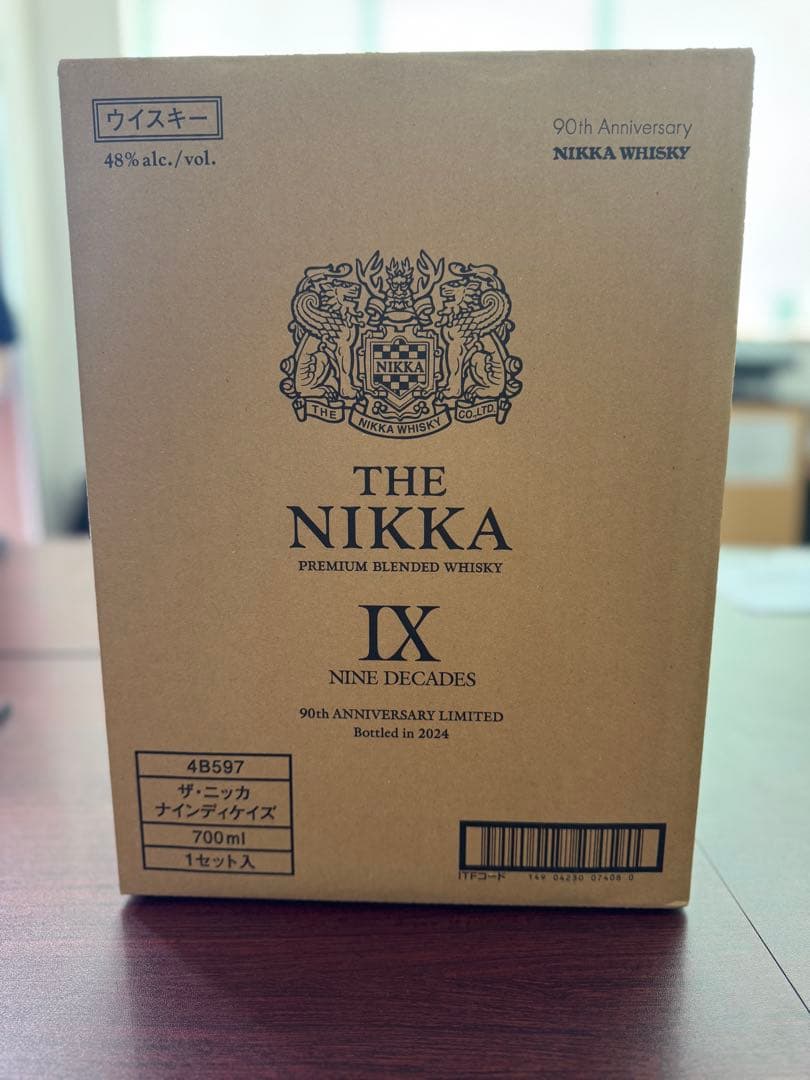 ウイスキー
48% alc./vol.
90th Anniversary
NIKKA WHISKY
NIKKA
THE NIKKA WHISKY CO.,LTD.
THE
NIKKA
PREMIUM BLENDED WHISKY
IX
NINE DECADES
90th ANNIVERSARY LIMITED
Bottled in 2024
4B597
ザ・ニッカ
ナインディケイズ
700ml
1セット入
ITFコード 149 04230 07408 0